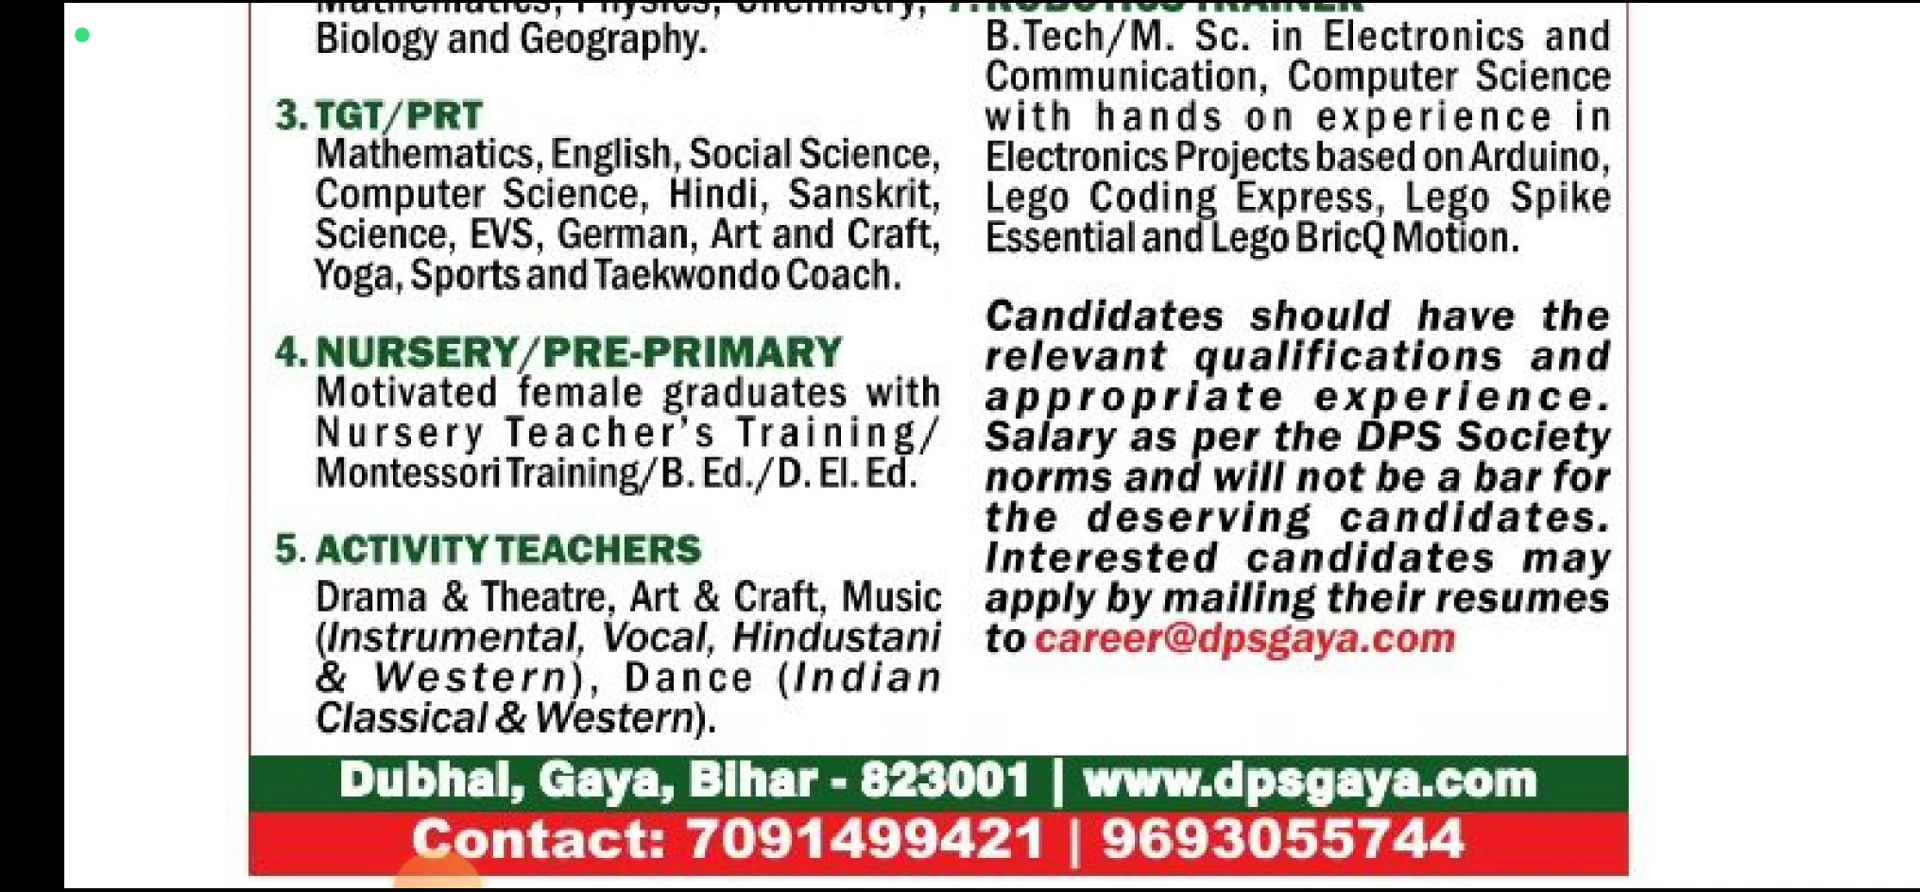 Biology and Geography.
3. TGT/PRT
Mathematics, English, Social Science,
Computer Science, Hindi, Sanskrit,
Science, EVS, German, Art and Craft,
Yoga, Sports and Taekwondo Coach.
4. NURSERY/PRE-PRIMARY
Motivated female graduates with
Nursery Teacher's Training/
Montessori Training/B. Ed./D. El. Ed.
5. ACTIVITY TEACHERS
Drama & Theatre, Art & Craft, Music
(Instrumental, Vocal, Hindustani
& Western), Dance (Indian
Classical & Western).
7. ROBOTICS TRAINER
B.Tech/M. Sc. in Electronics and
Communication, Computer Science
with hands on experience in
Electronics Projects based on Arduino,
Lego Coding Express, Lego Spike
Essential and Lego BricQ Motion.
Candidates should have the
relevant qualifications and
appropriate experience.
Salary as per the DPS Society
norms and will not be a bar for
the deserving candidates.
Interested candidates may
apply by mailing their resumes
to career@dpsgaya.com
Dubhal, Gaya, Bihar - 823001 | www.dpsgaya.com
Contact: 7091499421 | 9693055744